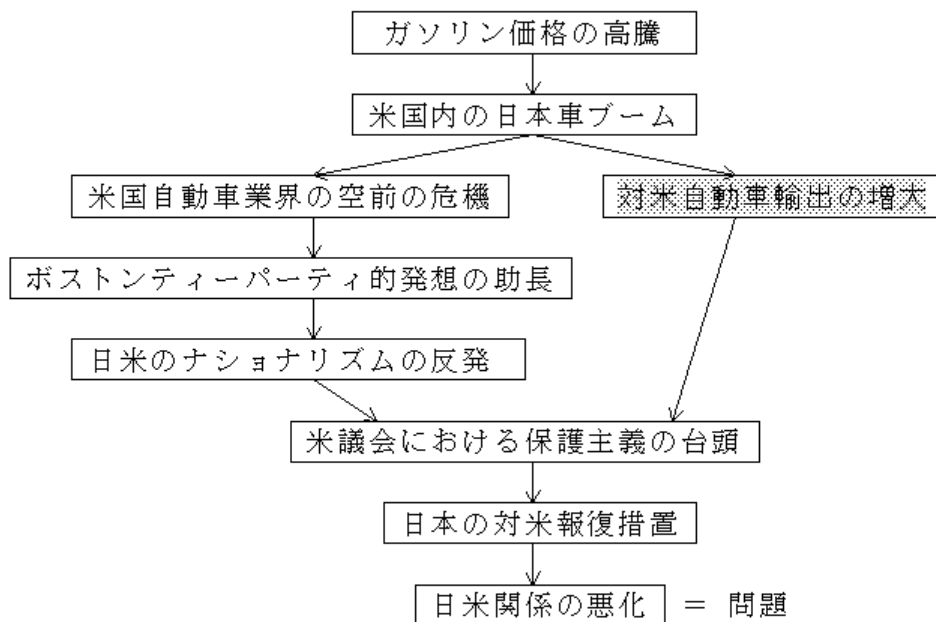 ガソリン価格の高騰
米国内の日本車ブーム
米国自動車業界の空前の危機
対米自動車輸出の増大
ボストンティーパーティ的発想の助長
日米のナショナリズムの反発
米議会における保護主義の台頭
日本の対米報復措置
日米関係の悪化 = 問題